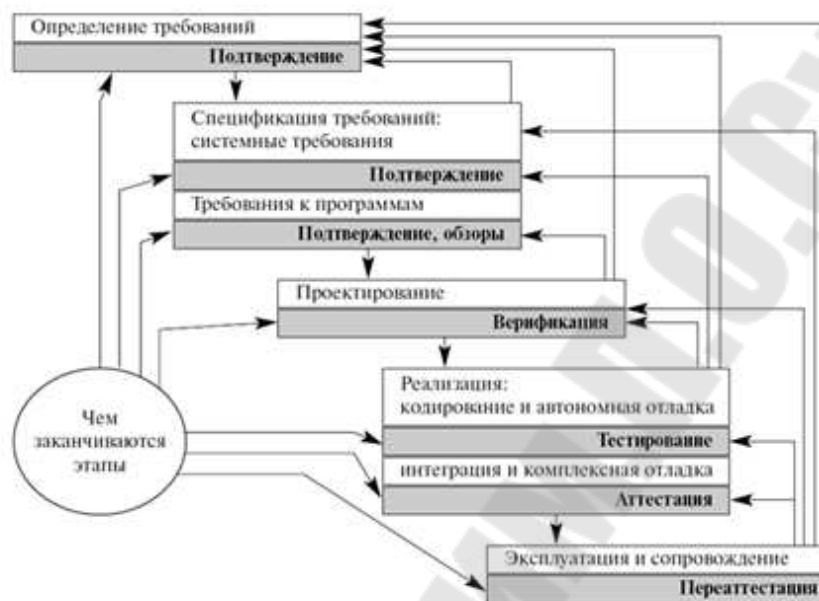 Определение требований
Подтверждение
Спецификация требований:
системные требования
Подтверждение
Требования к программам
Подтверждение, обзоры
Проектирование
Верификация
Реализация:
кодирование и автономная отладка
Чем
заканчиваются
этапы
Тестирование
интеграция и комплексная отладка
Аттестация
Эксплуатация и сопровождение
Переаттестация